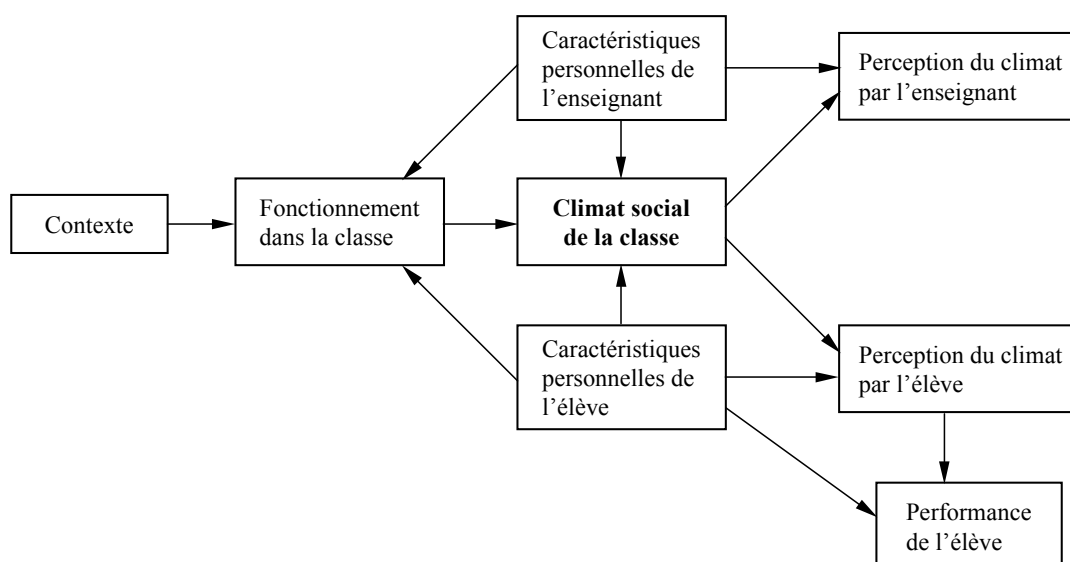 Caractéristiques
personnelles de
l’enseignant
Perception du climat
par l’enseignant
Contexte
Fonctionnement
dans la classe
Climat social
de la classe
Caractéristiques
personnelles de
l’élève
Perception du climat
par l’élève
Performance
de l’élève